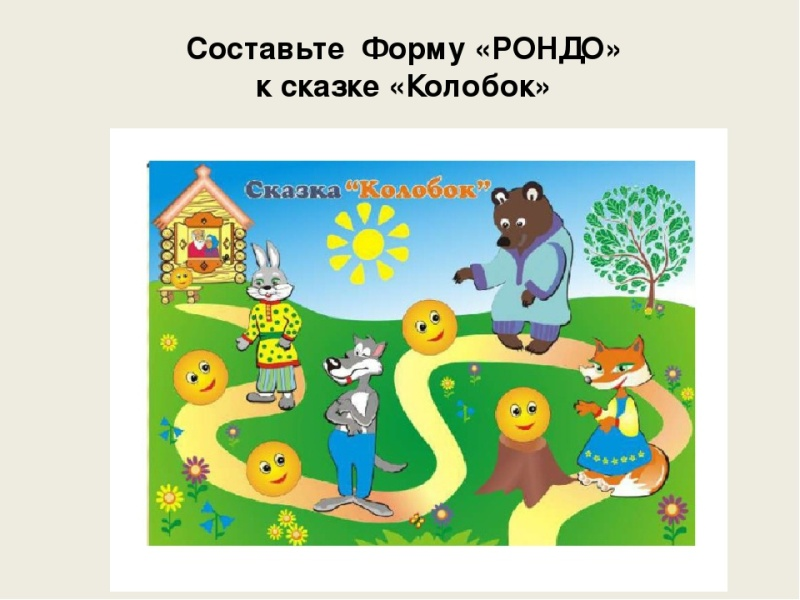 Составьте Форму «РОНДО»
к сказке «Колобок»
Сказка "Колобок"